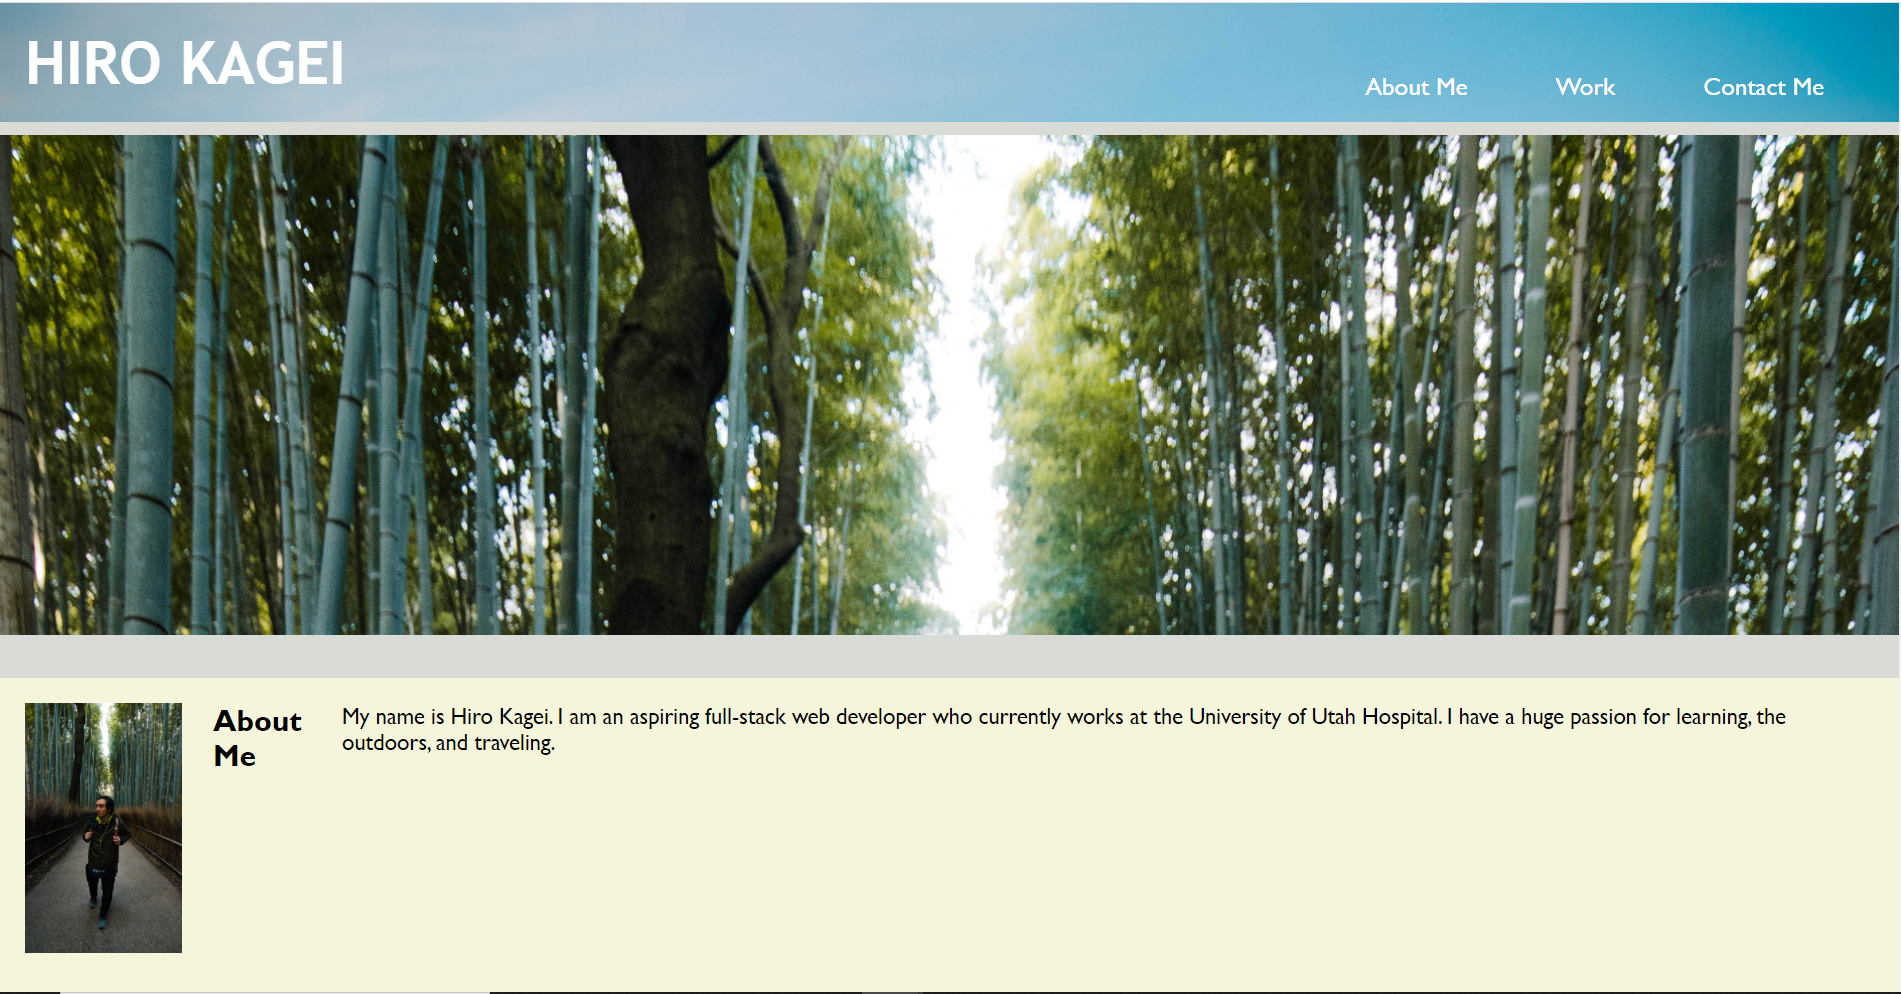 HIRO KAGEI
About Me
Work
Contact Me
About
Me
My name is Hiro Kagei. I am an aspiring full-stack web developer who currently works at the University of Utah Hospital. I have a huge passion for learning, the
outdoors, and traveling.